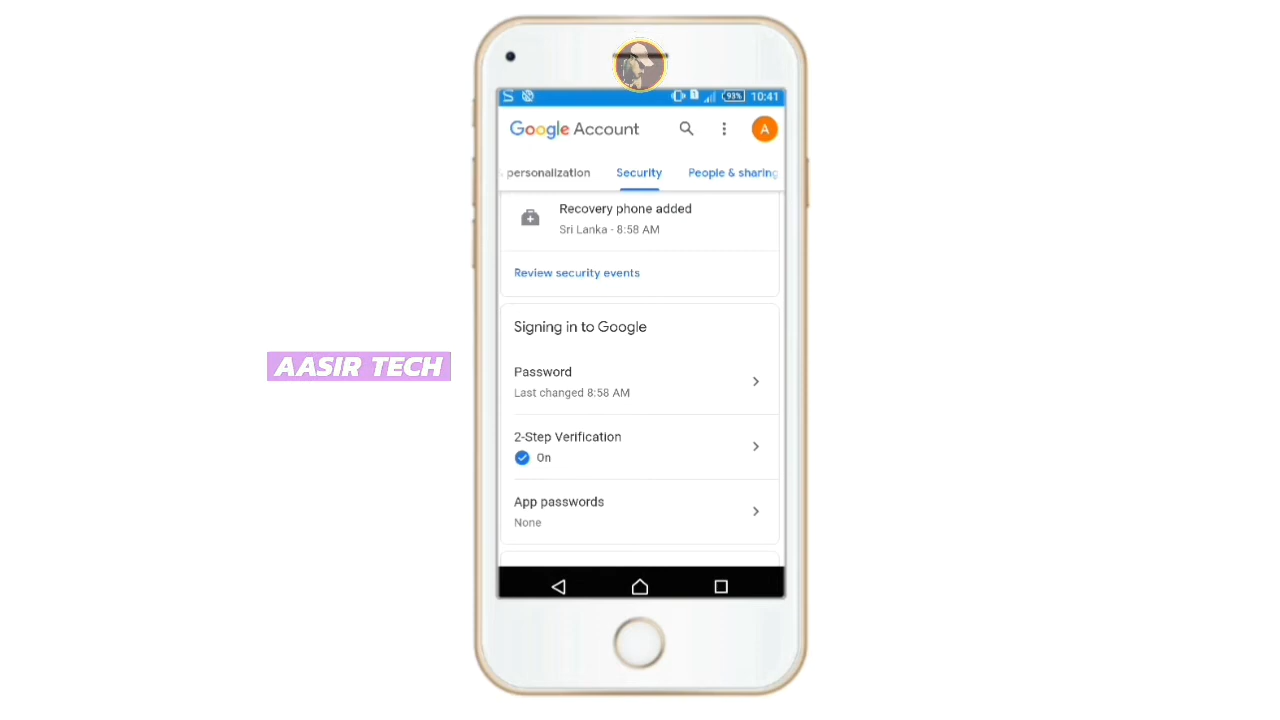 93%
10:41
Google Account
A
personalization
Security
People & sharing
Recovery phone added
Sri Lanka - 8:58 AM
Review security events
Signing in to Google
AASIR TECH
Password
Last changed 8:58 AM
2-Step Verification
On
App passwords
None